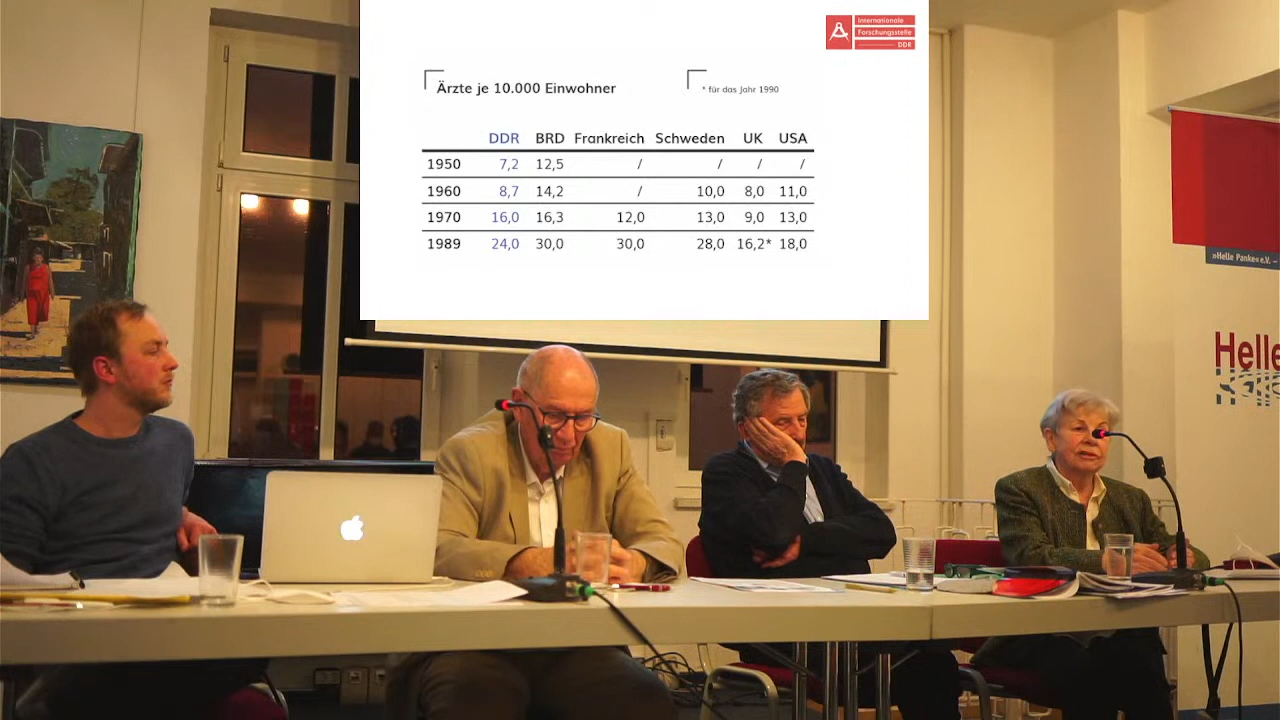 Internationale
Forschungsstelle
DDR
Ärzte je 10.000 Einwohner
* für das Jahr 1990
DDR BRD Frankreich Schweden UK USA
1950 7,2 12,5 / / / /
1960 8,7 14,2 / 10,0 8,0 11,0
1970 16,0 16,3 12,0 13,0 9,0 13,0
1989 24,0 30,0 30,0 28,0 16,2* 18,0
»Helle Panke« e.V. –
Helle